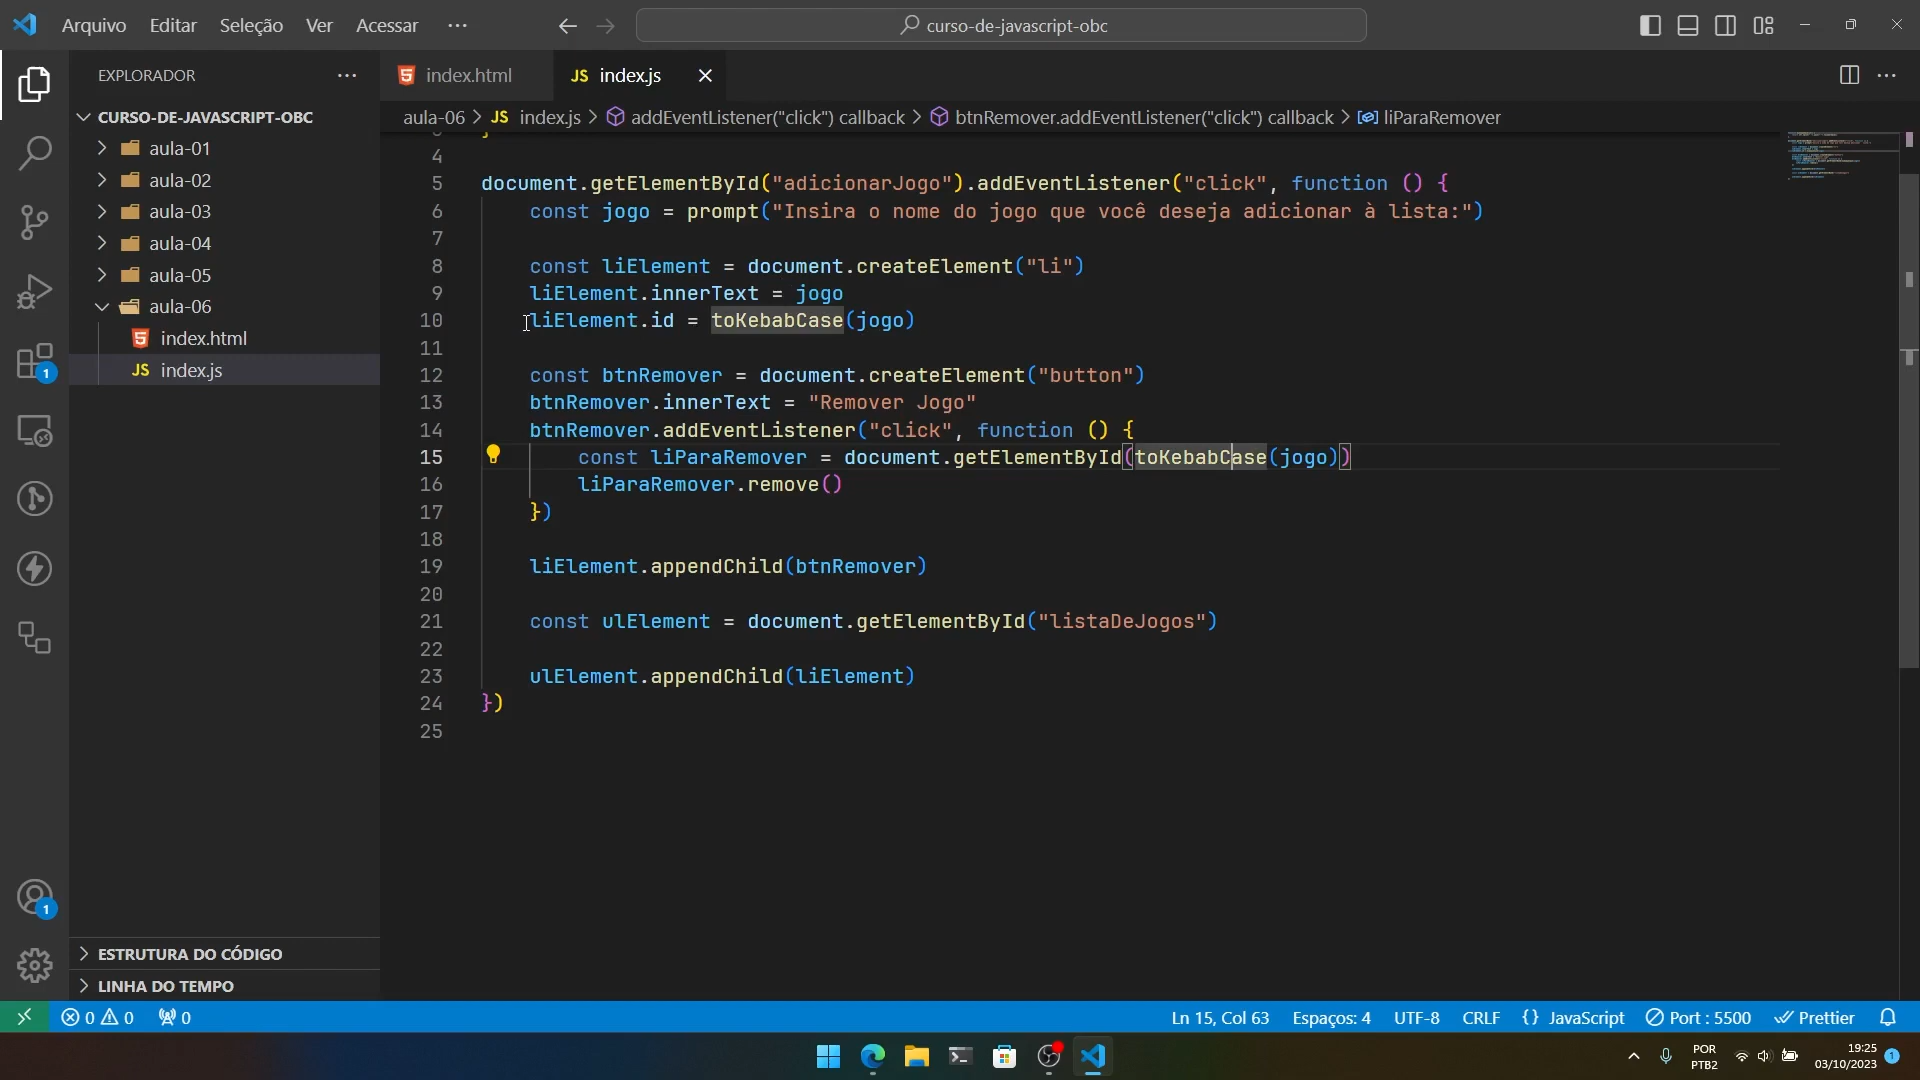 Arquivo Editar Seleção Ver Acessar ···
curso-de-javascript-obc
EXPLORADOR
index.html
JS index.js
aula-06 > JS index.js > addEventListener("click") callback > btnRemover.addEventListener("click") callback > liParaRemover
CURSO-DE-JAVASCRIPT-OBC
aula-01
aula-02
aula-03
aula-04
aula-05
aula-06
index.html
JS index.js
4
5 document.getElementById("adicionarJogo").addEventListener("click", function () {
6 const jogo = prompt("Insira o nome do jogo que você deseja adicionar à lista:")
7
8 const liElement = document.createElement("li")
9 liElement.innerText = jogo
10 liElement.id = toKebabCase(jogo)
11
12 const btnRemover = document.createElement("button")
13 btnRemover.innerText = "Remover Jogo"
14 btnRemover.addEventListener("click", function () {
15 const liParaRemover = document.getElementById(toKebabCase(jogo))
16 liParaRemover.remove()
17 })
18
19 liElement.appendChild(btnRemover)
20
21 const ulElement = document.getElementById("listaDeJogos")
22
23 ulElement.appendChild(liElement)
24 })
25
1
1
ESTRUTURA DO CÓDIGO
LINHA DO TEMPO
0 0 0
Ln 15, Col 63 Espaços: 4 UTF-8 CRLF {} JavaScript Port : 5500 Prettier
POR
PTB2
19:25
03/10/2023
1